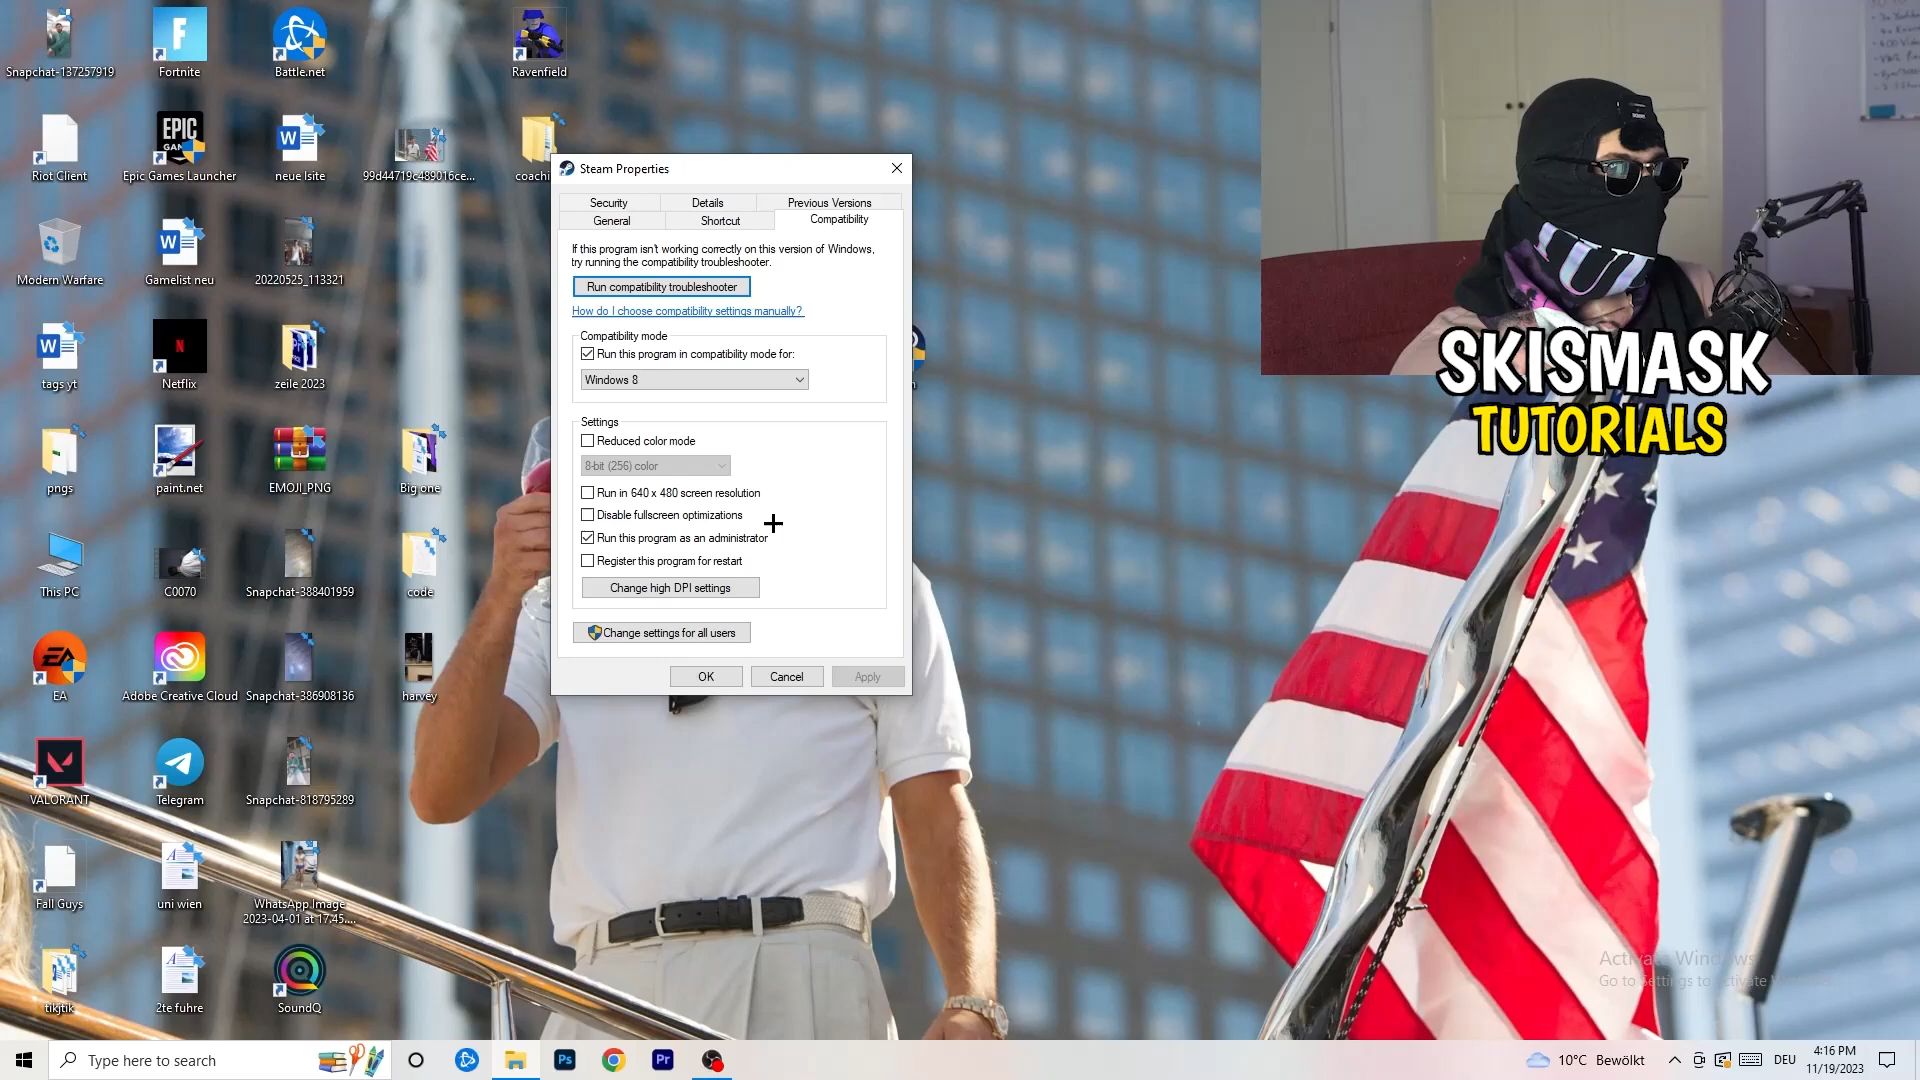 Snapchat-137257919
Fortnite
Battle.net
Ravenfield
Riot Client
Epic Games Launcher
neue lsite
99d44719c489016ce...
coachi
Modern Warfare
Gamelist neu
20220525_113321
tags yt
Netflix
zeile 2023
pngs
paint.net
EMOJI_PNG
Big one
This PC
C0070
Snapchat-388401959
code
EA
Adobe Creative Cloud
Snapchat-386908136
harvey
VALORANT
Telegram
Snapchat-818795289
Fall Guys
uni wien
WhatsApp Image
2023-04-01 at 17.45....
tiktjik
2te fuhre
SoundQ
Steam Properties
Security
Details
Previous Versions
General
Shortcut
Compatibility
If this program isn't working correctly on this version of Windows,
try running the compatibility troubleshooter.
Run compatibility troubleshooter
How do I choose compatibility settings manually?
Compatibility mode
Run this program in compatibility mode for:
Windows 8
Settings
Reduced color mode
8-bit (256) color
Run in 640 x 480 screen resolution
Disable fullscreen optimizations
Run this program as an administrator
Register this program for restart
Change high DPI settings
Change settings for all users
OK
Cancel
Apply
SKISMASK
TUTORIALS
Activate Windows
Go to Settings to activate
Type here to search
Ps
Pr
10°C Bewölkt
DEU
4:16 PM
11/19/2023